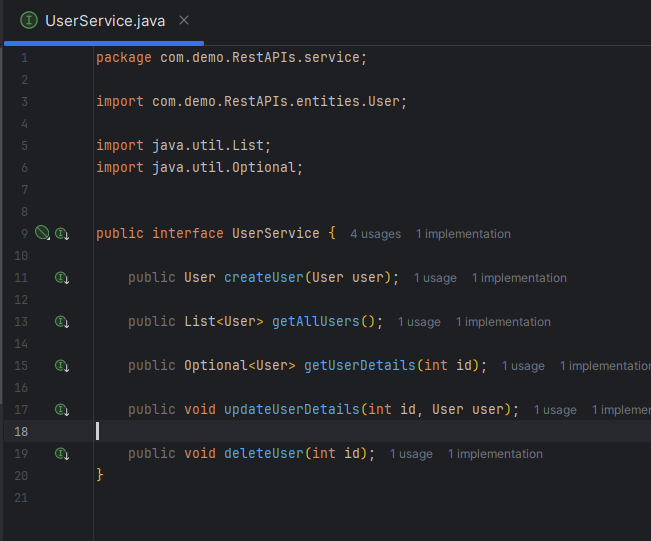 UserService.java
1 package com.demo.RestAPIs.service;
2
3 import com.demo.RestAPIs.entities.User;
4
5 import java.util.List;
6 import java.util.Optional;
7
8
9 public interface UserService { 4 usages 1 implementation
10
11 public User createUser(User user); 1 usage 1 implementation
12
13 public List<User> getAllUsers(); 1 usage 1 implementation
14
15 public Optional<User> getUserDetails(int id); 1 usage 1 implementation
16
17 public void updateUserDetails(int id, User user); 1 usage 1 implemen
18
19 public void deleteUser(int id); 1 usage 1 implementation
20 }
21